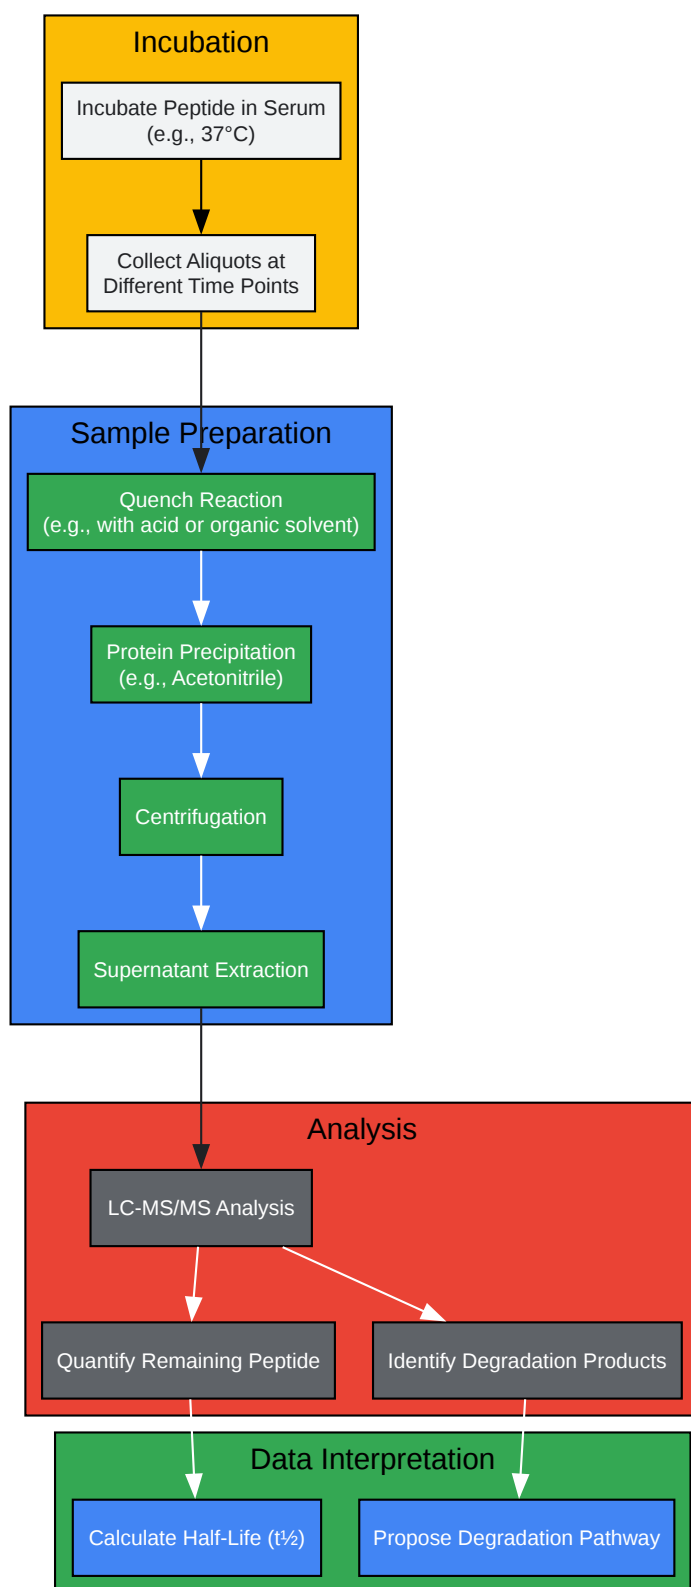 Incubation
Incubate Peptide in Serum
(e.g., 37°C)
Collect Aliquots at
Different Time Points
Sample Preparation
Quench Reaction
(e.g., with acid or organic solvent)
Protein Precipitation
(e.g., Acetonitrile)
Centrifugation
Supernatant Extraction
Analysis
LC-MS/MS Analysis
Quantify Remaining Peptide
Identify Degradation Products
Data Interpretation
Calculate Half-Life (t½)
Propose Degradation Pathway